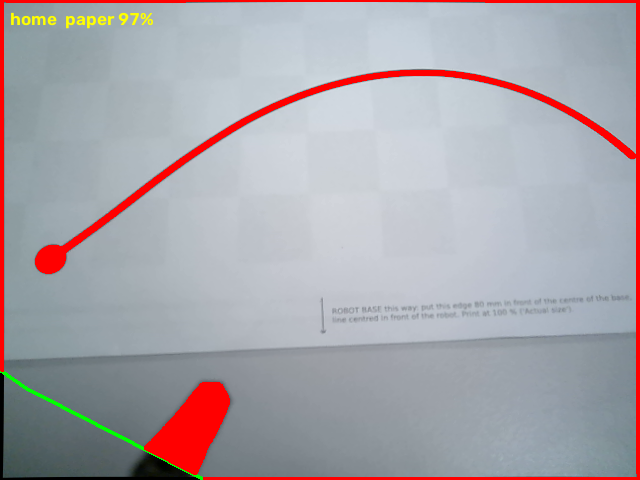 home paper 97%
ROBOT BASE this way: put this edge 80 mm in front of the centre of the base,
line centred in front of the robot. Print at 100 % ('Actual size').